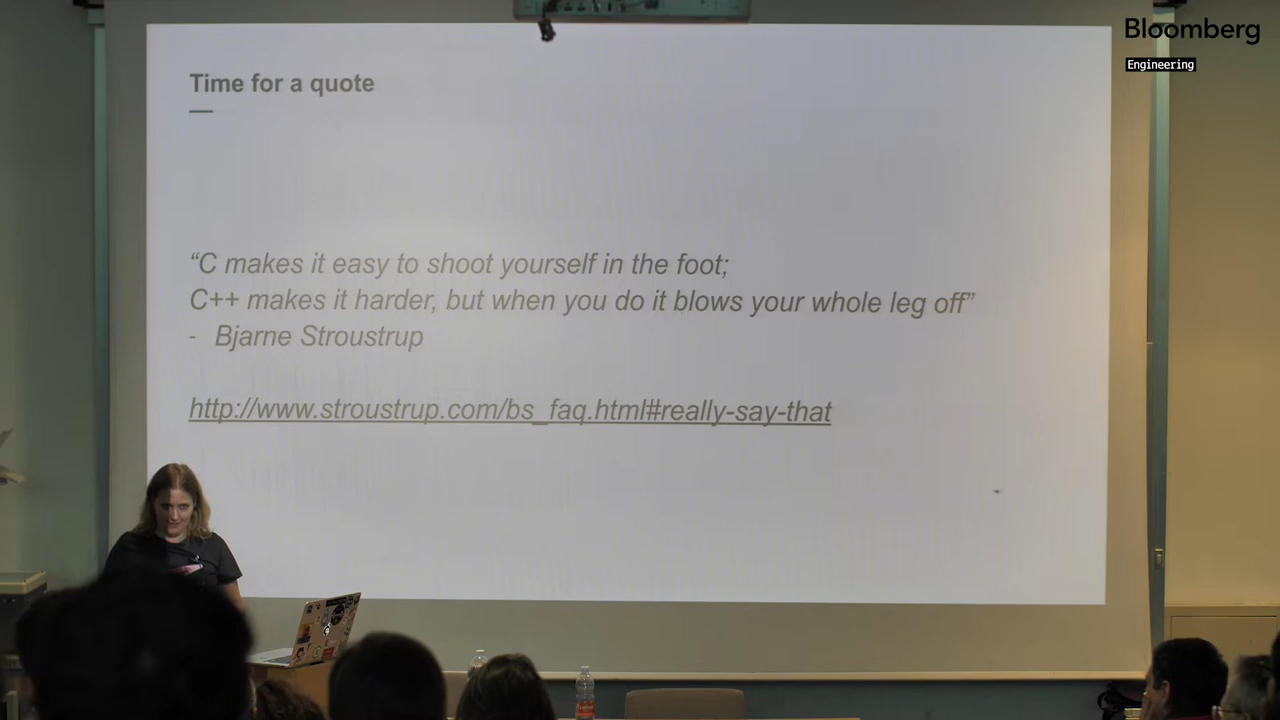 Bloomberg
Engineering
Time for a quote
“C makes it easy to shoot yourself in the foot;
C++ makes it harder, but when you do it blows your whole leg off”
- Bjarne Stroustrup
http://www.stroustrup.com/bs_faq.html#really-say-that